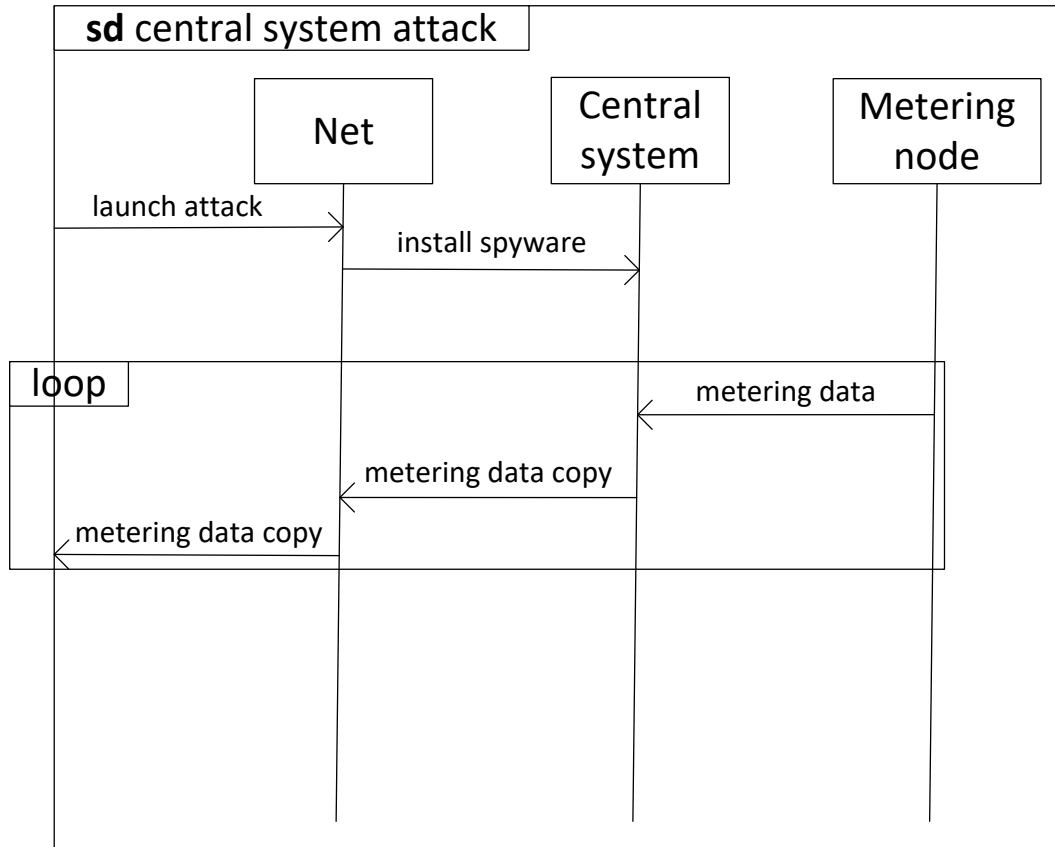 sd central system attack
Net
Central
system
Metering
node
launch attack
install spyware
loop
metering data
metering data copy
metering data copy